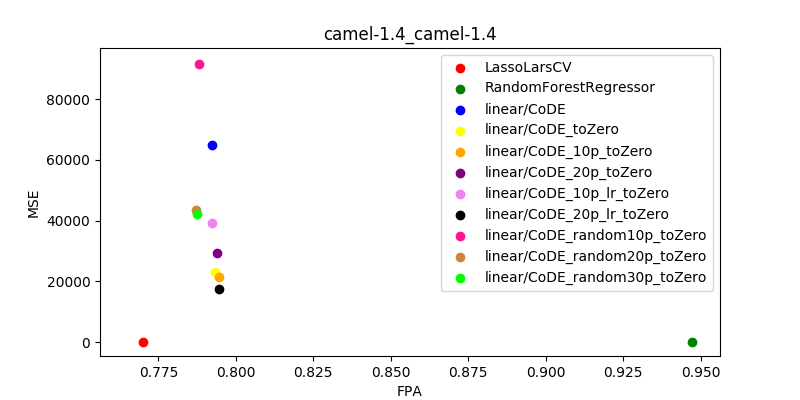 camel-1.4_camel-1.4
MSE
80000
60000
40000
20000
0
LassoLarsCV
RandomForestRegressor
linear/CoDE
linear/CoDE_toZero
linear/CoDE_10p_toZero
linear/CoDE_20p_toZero
linear/CoDE_10p_lr_toZero
linear/CoDE_20p_lr_toZero
linear/CoDE_random10p_toZero
linear/CoDE_random20p_toZero
linear/CoDE_random30p_toZero
0.775 0.800 0.825 0.850 0.875 0.900 0.925 0.950
FPA